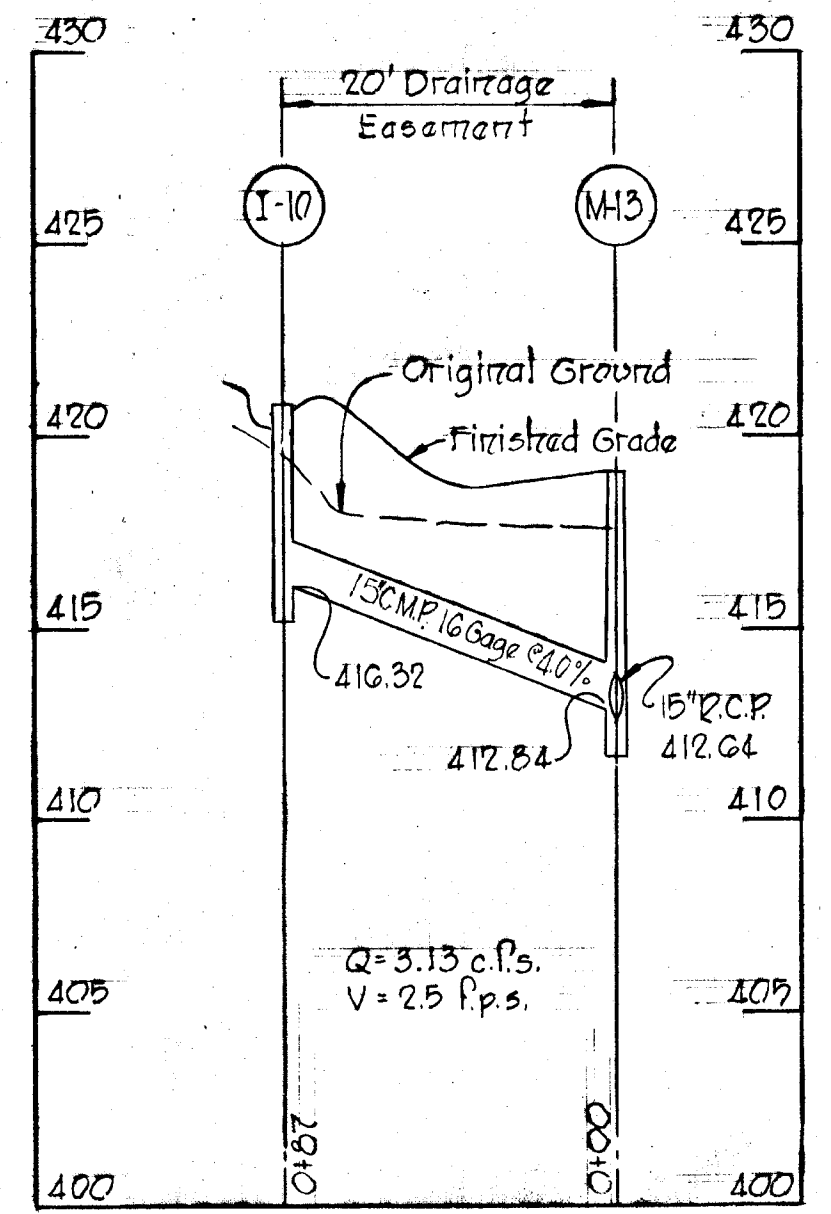 430
430
20' Drainage
Easement
I-10
M-13
425
425
Original Ground
420
420
Finished Grade
415
415
15"C.M.P. 16 Gage @4.0%
416.32
15" R.C.P.
412.64
412.84
410
410
Q= 3.13 c.f.s.
V = 2.5 f.p.s.
405
405
0+87
0+00
400
400